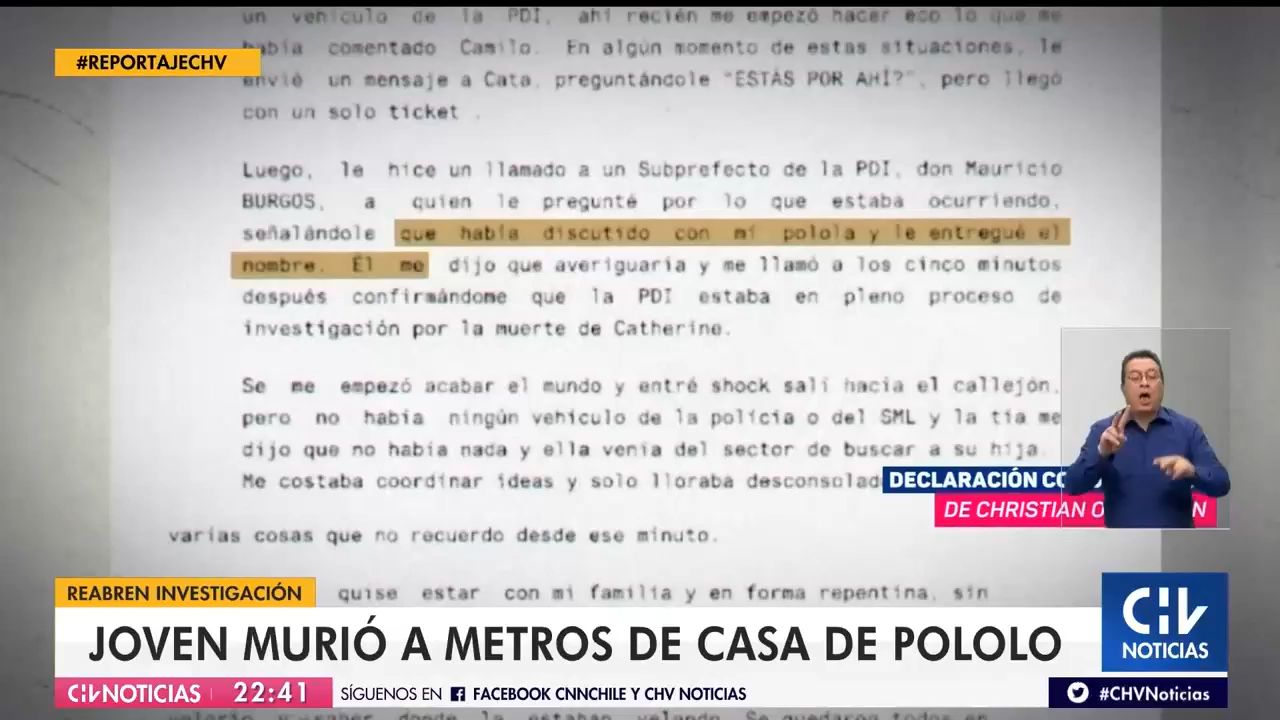 un vehículo de la PDI, ahí recién me empezó hacer eco lo que me
#REPORTAJECHV
había comentado Camilo. En algún momento de estas situaciones, le
envié un mensaje a Cata, preguntándole "ESTÁS POR AHÍ?", pero llegó
con un solo ticket .
Luego, le hice un llamado a un Subprefecto de la PDI, don Mauricio
BURGOS, a quien le pregunté por lo que estaba ocurriendo,
señalándole que había discutido con mi polola y le entregué el
nombre. Él me dijo que averiguaría y me llamó a los cinco minutos
después confirmándome que la PDI estaba en pleno proceso de
investigación por la muerte de Catherine.
Se me empezó acabar el mundo y entré shock salí hacia el callejón,
pero no había ningún vehículo de la policía o del SML y la tía me
dijo que no había nada y ella venía del sector de buscar a su hija.
Me costaba coordinar ideas y solo lloraba
DECLARACIÓN
DE CHRISTIAN
varias cosas que no recuerdo desde ese minuto.
REABREN INVESTIGACIÓN
quise estar con mi familia y en forma repentina, sin
JOVEN MURIÓ A METROS DE CASA DE POLOLO
CHV NOTICIAS
CHV NOTICIAS 22:41 SÍGUENOS EN FACEBOOK CNNCHILE Y CHV NOTICIAS
#CHVNoticias